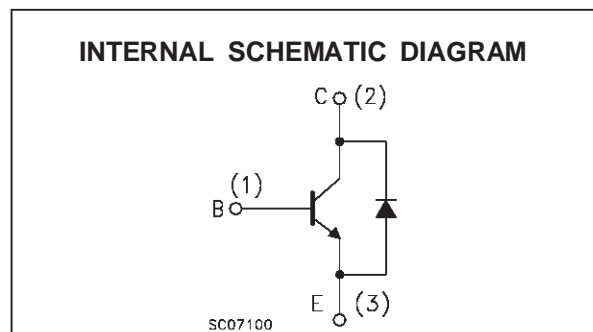 INTERNAL SCHEMATIC DIAGRAM
C (2)
(1)
B
E (3)
SC07100